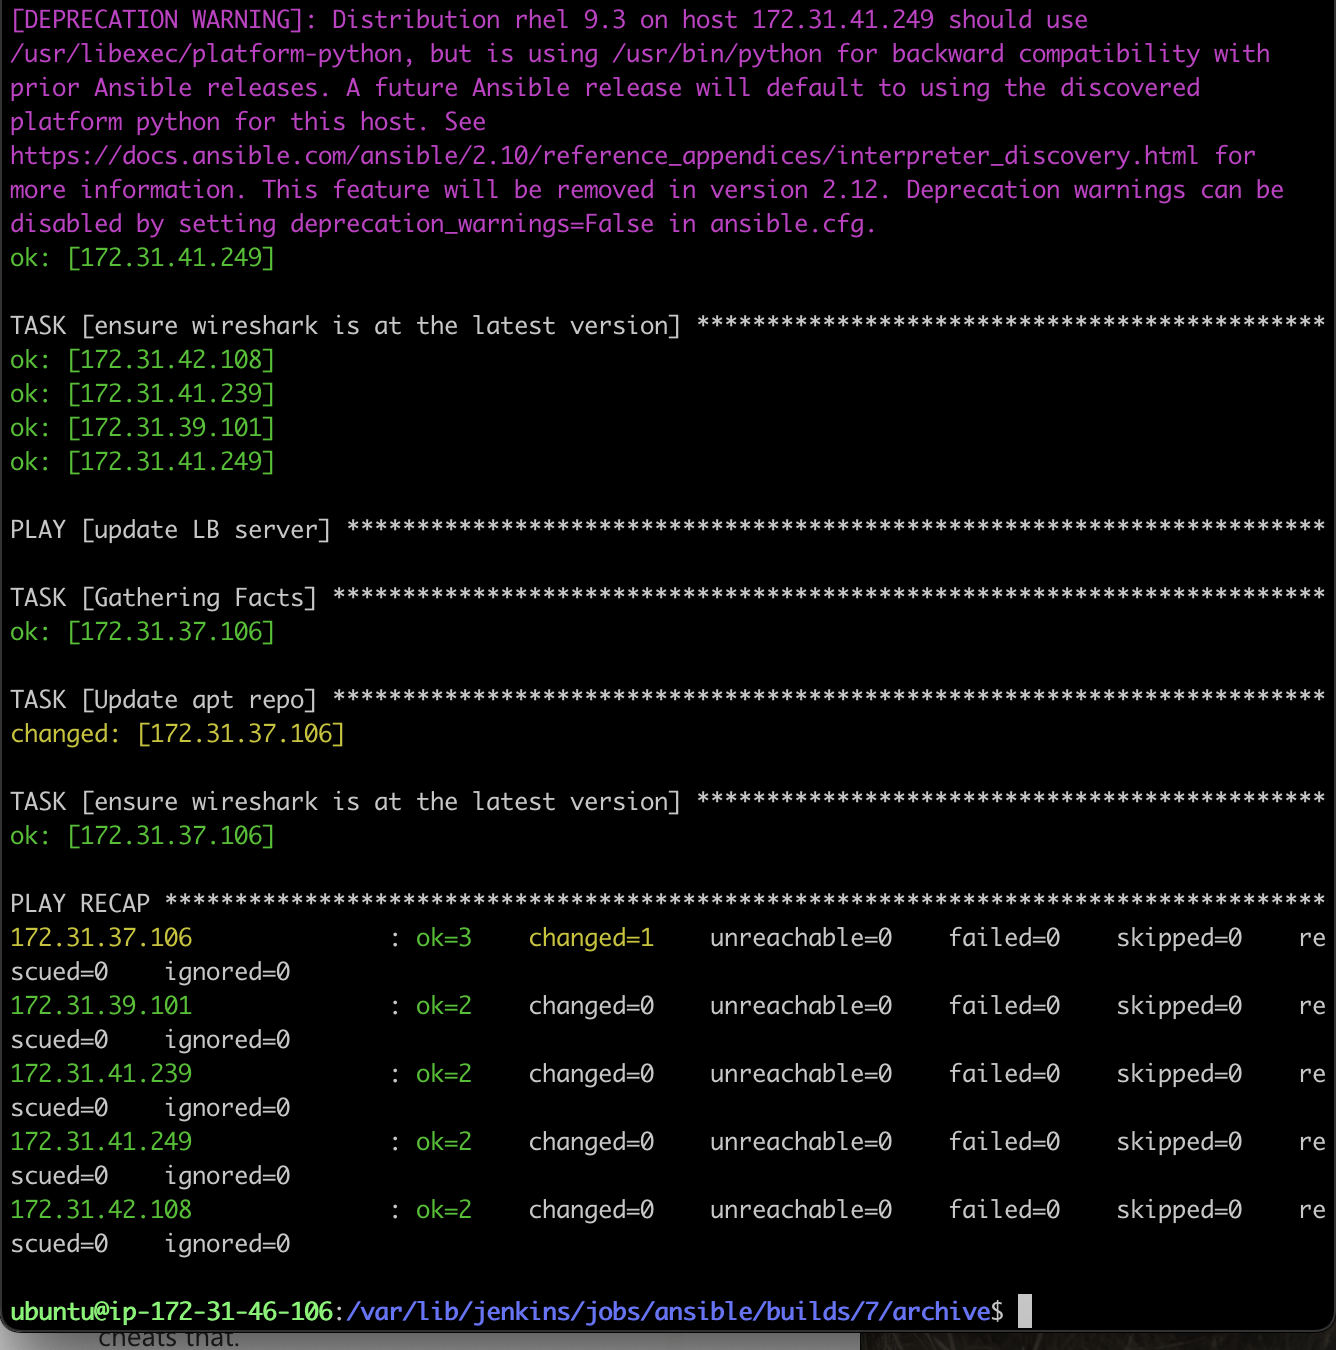 [DEPRECATION WARNING]: Distribution rhel 9.3 on host 172.31.41.249 should use
/usr/libexec/platform-python, but is using /usr/bin/python for backward compatibility with
prior Ansible releases. A future Ansible release will default to using the discovered
platform python for this host. See
https://docs.ansible.com/ansible/2.10/reference_appendices/interpreter_discovery.html for
more information. This feature will be removed in version 2.12. Deprecation warnings can be
disabled by setting deprecation_warnings=False in ansible.cfg.
ok: [172.31.41.249]
TASK [ensure wireshark is at the latest version] *********************************************
ok: [172.31.42.108]
ok: [172.31.41.239]
ok: [172.31.39.101]
ok: [172.31.41.249]
PLAY [update LB server] **********************************************************************
TASK [Gathering Facts] ***********************************************************************
ok: [172.31.37.106]
TASK [Update apt repo] ***********************************************************************
changed: [172.31.37.106]
TASK [ensure wireshark is at the latest version] *********************************************
ok: [172.31.37.106]
PLAY RECAP ***********************************************************************************
172.31.37.106              : ok=3    changed=1    unreachable=0    failed=0    skipped=0    re
scued=0    ignored=0
172.31.39.101              : ok=2    changed=0    unreachable=0    failed=0    skipped=0    re
scued=0    ignored=0
172.31.41.239              : ok=2    changed=0    unreachable=0    failed=0    skipped=0    re
scued=0    ignored=0
172.31.41.249              : ok=2    changed=0    unreachable=0    failed=0    skipped=0    re
scued=0    ignored=0
172.31.42.108              : ok=2    changed=0    unreachable=0    failed=0    skipped=0    re
scued=0    ignored=0
ubuntu@ip-172-31-46-106:/var/lib/jenkins/jobs/ansible/builds/7/archive$
cheats that.